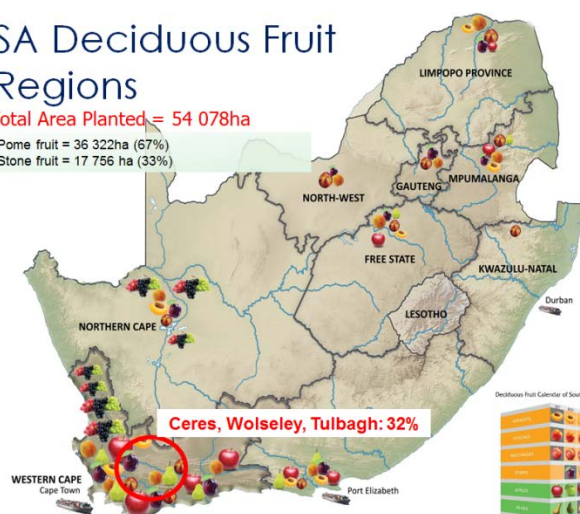 SA Deciduous Fruit
Regions
Total Area Planted = 54 078ha
Pome fruit = 36 322ha (67%)
Stone fruit = 17 756 ha (33%)
LIMPOPO PROVINCE
NORTH-WEST
GAUTENG
MPUMALANGA
FREE STATE
KWAZULU-NATAL
LESOTHO
Durban
NORTHERN CAPE
Deciduous Fruit Calendar of Sout
Ceres, Wolseley, Tulbagh: 32%
WESTERN CAPE
Cape Town
Port Elizabeth